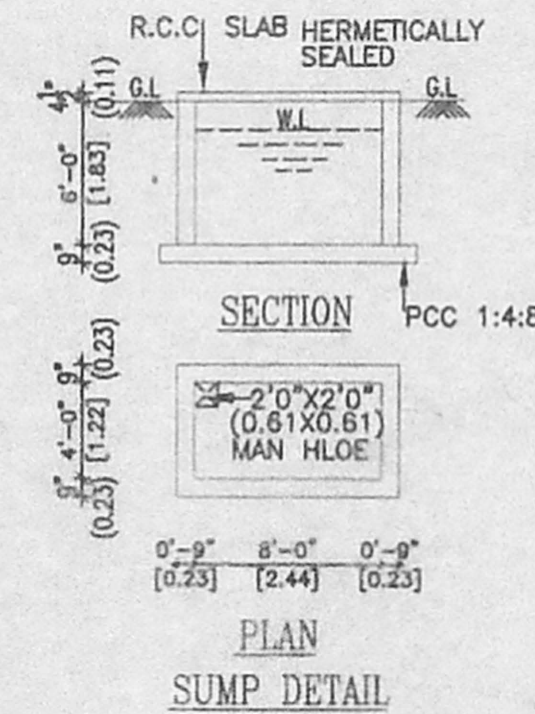 R.C.C SLAB HERMETICALLY
SEALED
G.L G.L
W.L
4½"
(0.11)
6'-0"
[1.83]
9"
(0.23)
SECTION
PCC 1:4:8
9"
(0.23)
4'-0"
[1.22]
9"
(0.23)
2'0"X2'0"
(0.61X0.61)
MAN HLOE
0'-9" 8'-0" 0'-9"
[0.23] [2.44] [0.23]
PLAN
SUMP DETAIL